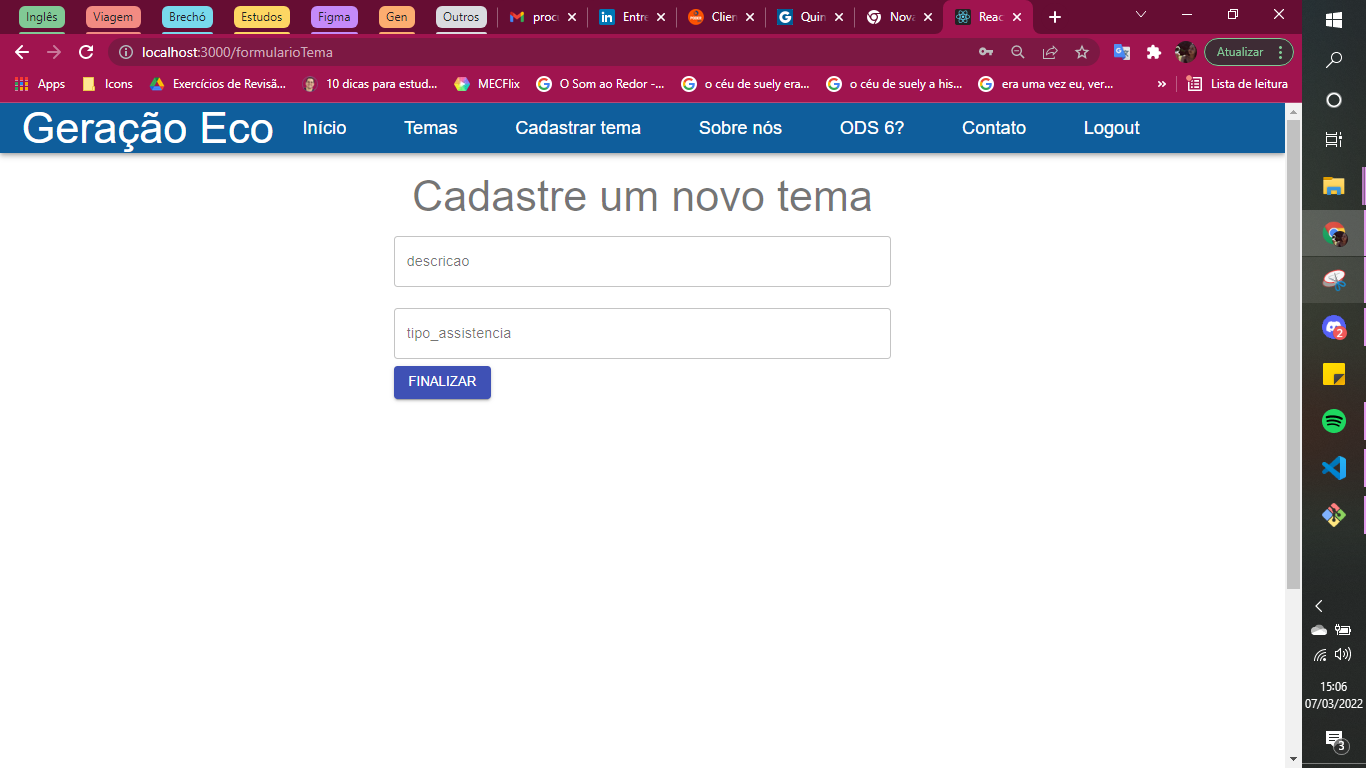 Inglês Viagem Brechó Estudos Figma Gen Outros procu Entre Clien Quin Nova Reac
localhost:3000/formularioTema Atualizar
Apps Icons Exercícios de Revisã... 10 dicas para estud... MECFlix O Som ao Redor -... o céu de suely era... o céu de suely a his... era uma vez eu, ver... » Lista de leitura
Geração Eco Início Temas Cadastrar tema Sobre nós ODS 6? Contato Logout
Cadastre um novo tema
descricao
tipo_assistencia
FINALIZAR
2
15:06
07/03/2022
3